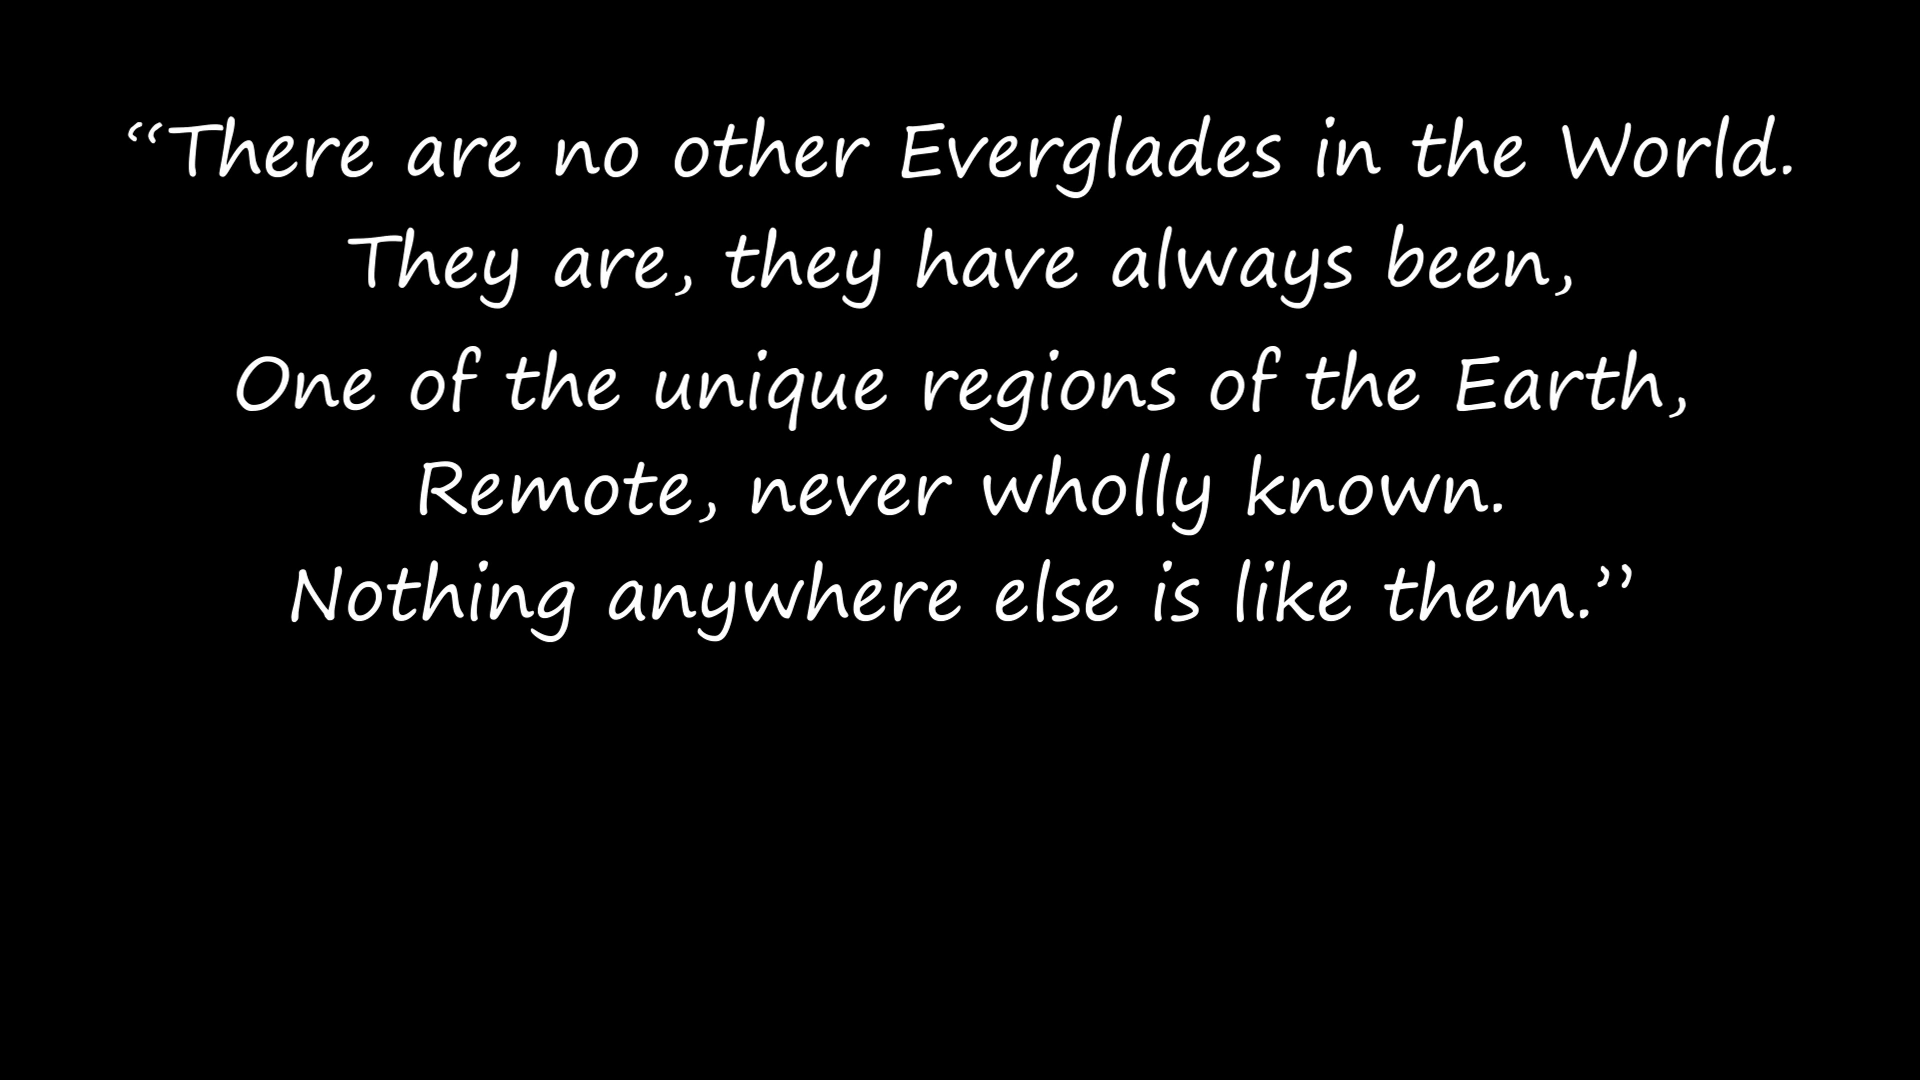 “There are no other Everglades in the World.
They are, they have always been,
One of the unique regions of the Earth,
Remote, never wholly known.
Nothing anywhere else is like them.”